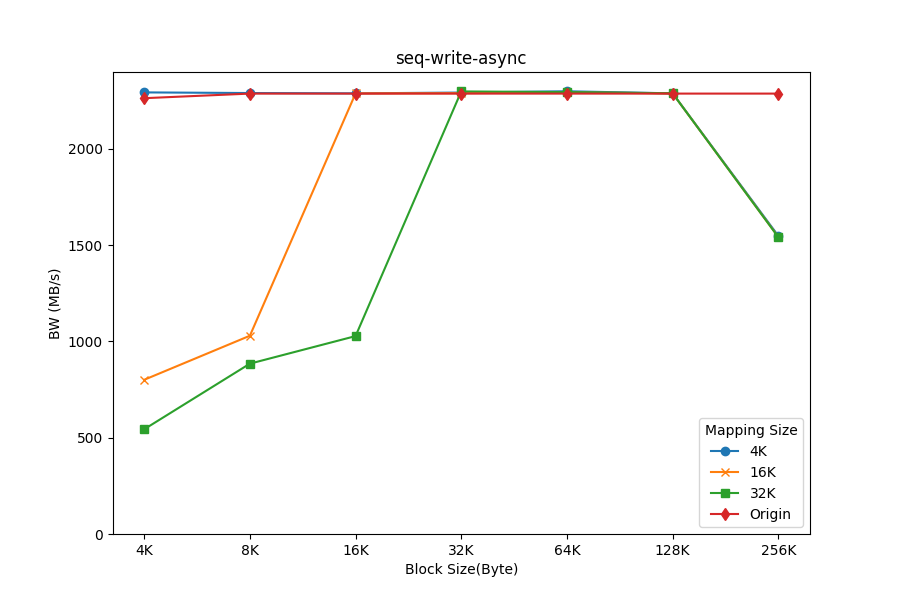 seq-write-async
BW (MB/s)
2000
1500
1000
500
0
4K 8K 16K 32K 64K 128K 256K
Block Size(Byte)
Mapping Size
4K
16K
32K
Origin